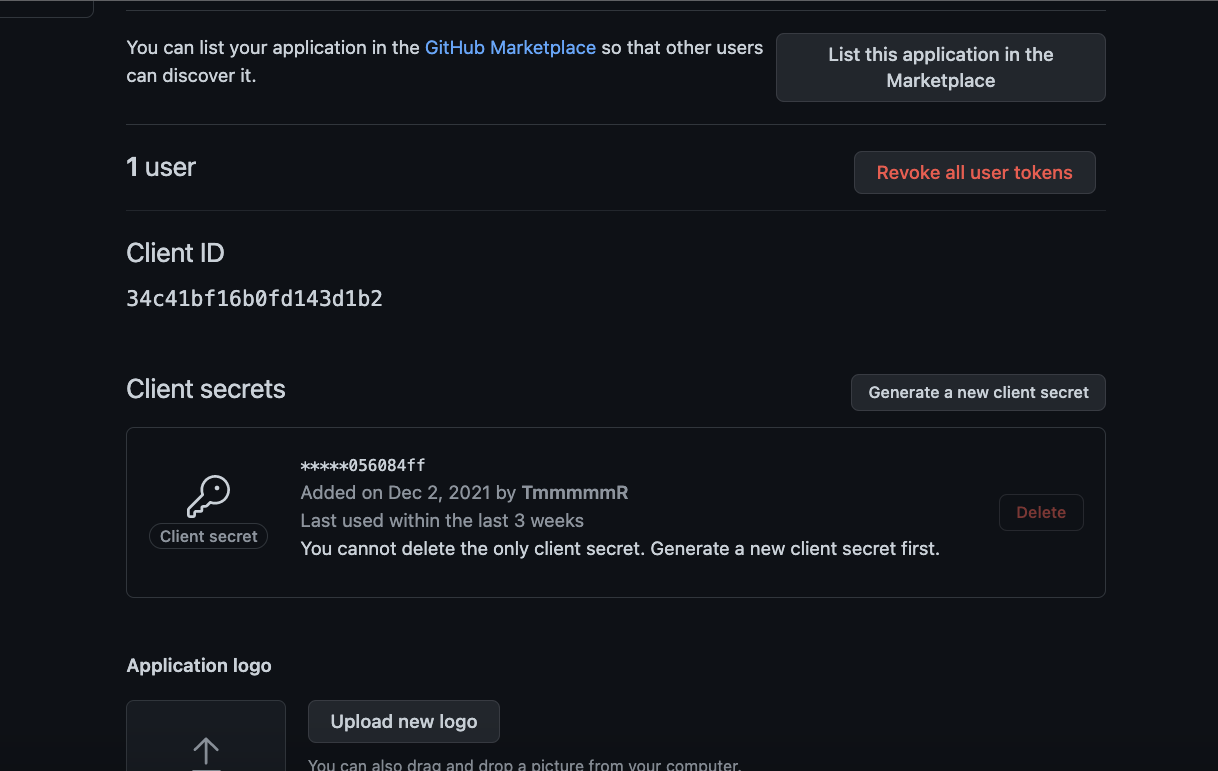 You can list your application in the GitHub Marketplace so that other users
can discover it.
List this application in the
Marketplace
1 user
Revoke all user tokens
Client ID
34c41bf16b0fd143d1b2
Client secrets
Generate a new client secret
*****056084ff
Added on Dec 2, 2021 by TmmmmmR
Last used within the last 3 weeks
You cannot delete the only client secret. Generate a new client secret first.
Client secret
Delete
Application logo
Upload new logo
You can also drag and drop a picture from your computer.